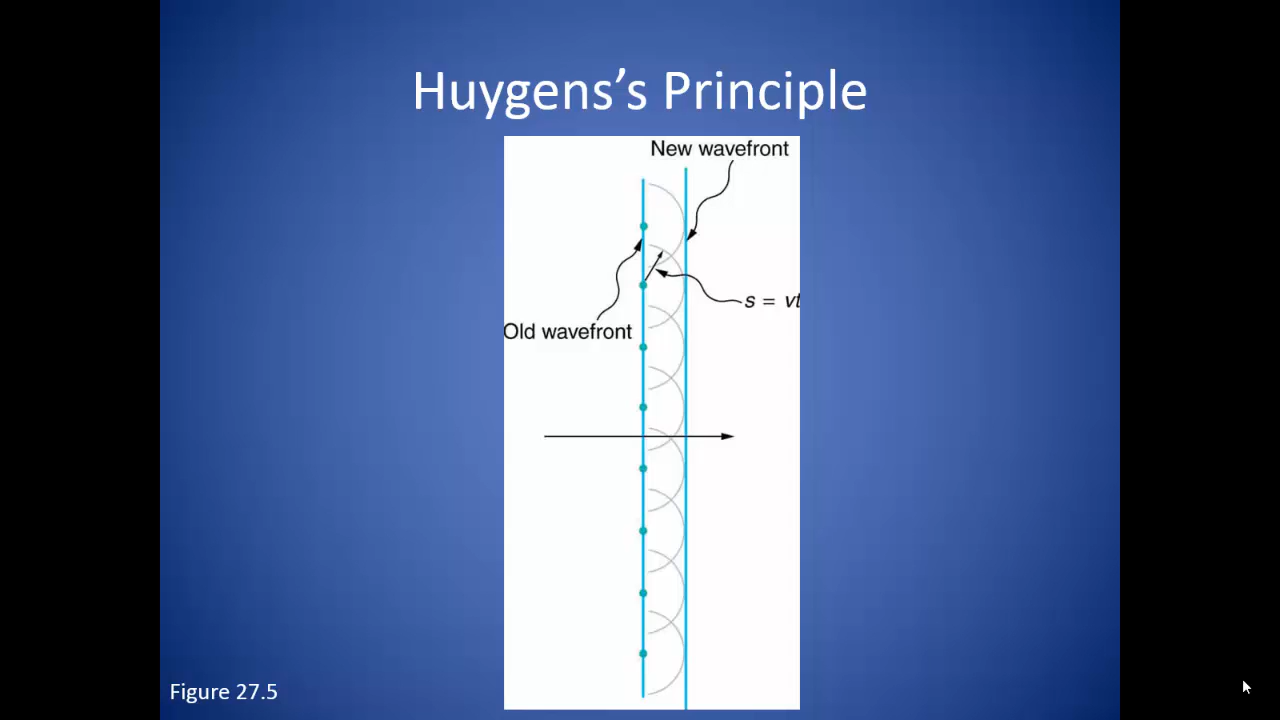 Huygens's Principle
New wavefront
s = vt
Old wavefront
Figure 27.5